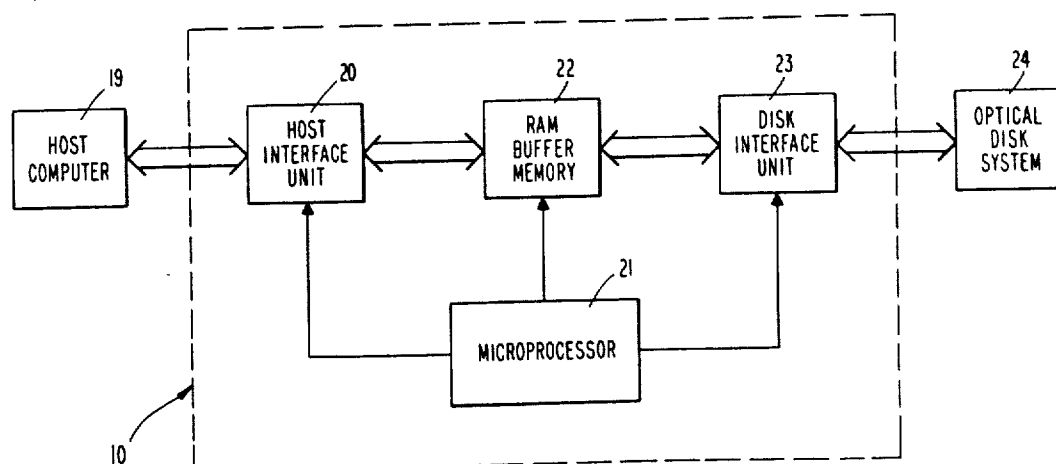 19
20
22
23
24
HOST
COMPUTER
HOST
INTERFACE
UNIT
RAM
BUFFER
MEMORY
DISK
INTERFACE
UNIT
OPTICAL
DISK
SYSTEM
21
MICROPROCESSOR
10